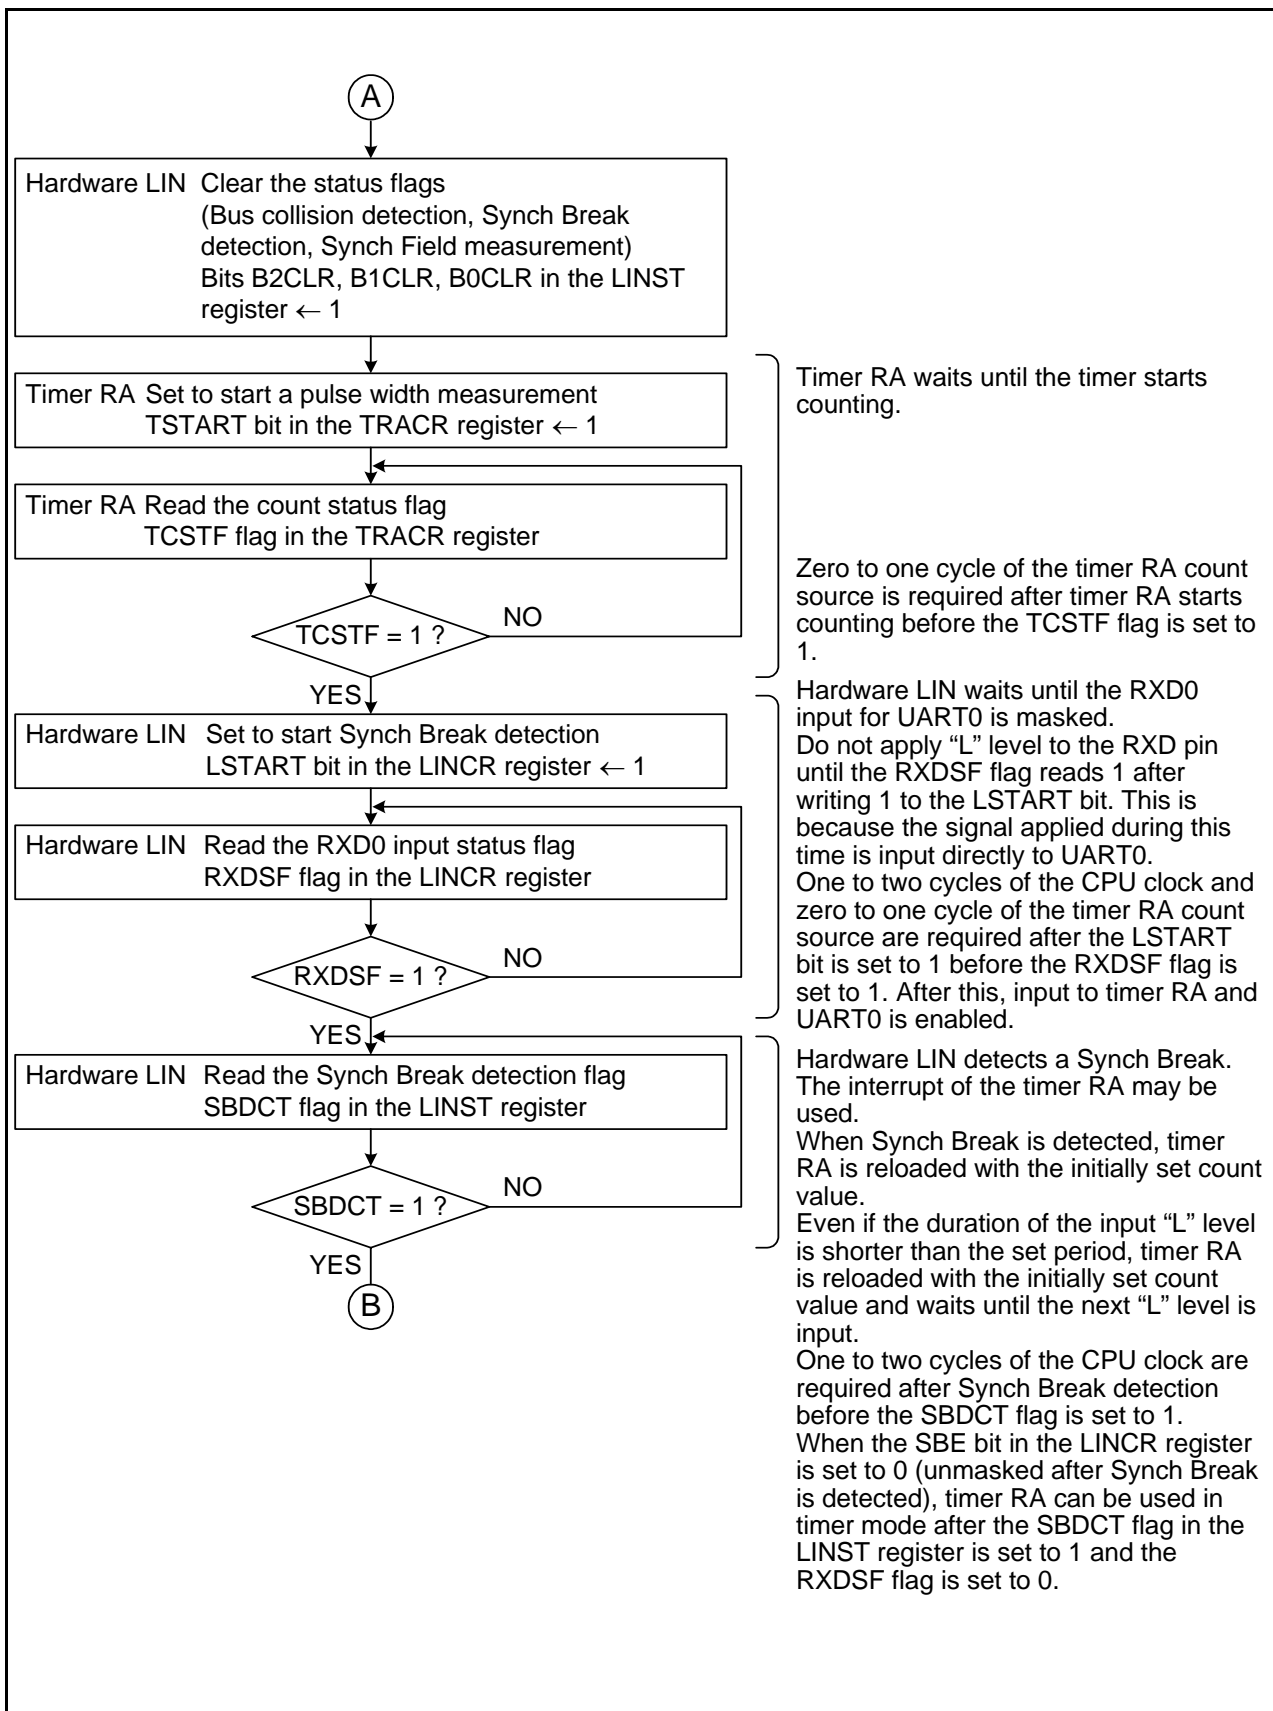 A
Hardware LIN Clear the status flags
(Bus collision detection, Synch Break
detection, Synch Field measurement)
Bits B2CLR, B1CLR, B0CLR in the LINST
register ← 1
Timer RA Set to start a pulse width measurement
TSTART bit in the TRACR register ← 1
Timer RA waits until the timer starts
counting.
Timer RA Read the count status flag
TCSTF flag in the TRACR register
TCSTF = 1 ?
NO
YES
Zero to one cycle of the timer RA count
source is required after timer RA starts
counting before the TCSTF flag is set to
1.
Hardware LIN Set to start Synch Break detection
LSTART bit in the LINCR register ← 1
Hardware LIN Read the RXD0 input status flag
RXDSF flag in the LINCR register
RXDSF = 1 ?
NO
YES
Hardware LIN waits until the RXD0
input for UART0 is masked.
Do not apply “L” level to the RXD pin
until the RXDSF flag reads 1 after
writing 1 to the LSTART bit. This is
because the signal applied during this
time is input directly to UART0.
One to two cycles of the CPU clock and
zero to one cycle of the timer RA count
source are required after the LSTART
bit is set to 1 before the RXDSF flag is
set to 1. After this, input to timer RA and
UART0 is enabled.
Hardware LIN Read the Synch Break detection flag
SBDCT flag in the LINST register
SBDCT = 1 ?
NO
YES
B
Hardware LIN detects a Synch Break.
The interrupt of the timer RA may be
used.
When Synch Break is detected, timer
RA is reloaded with the initially set count
value.
Even if the duration of the input “L” level
is shorter than the set period, timer RA
is reloaded with the initially set count
value and waits until the next “L” level is
input.
One to two cycles of the CPU clock are
required after Synch Break detection
before the SBDCT flag is set to 1.
When the SBE bit in the LINCR register
is set to 0 (unmasked after Synch Break
is detected), timer RA can be used in
timer mode after the SBDCT flag in the
LINST register is set to 1 and the
RXDSF flag is set to 0.